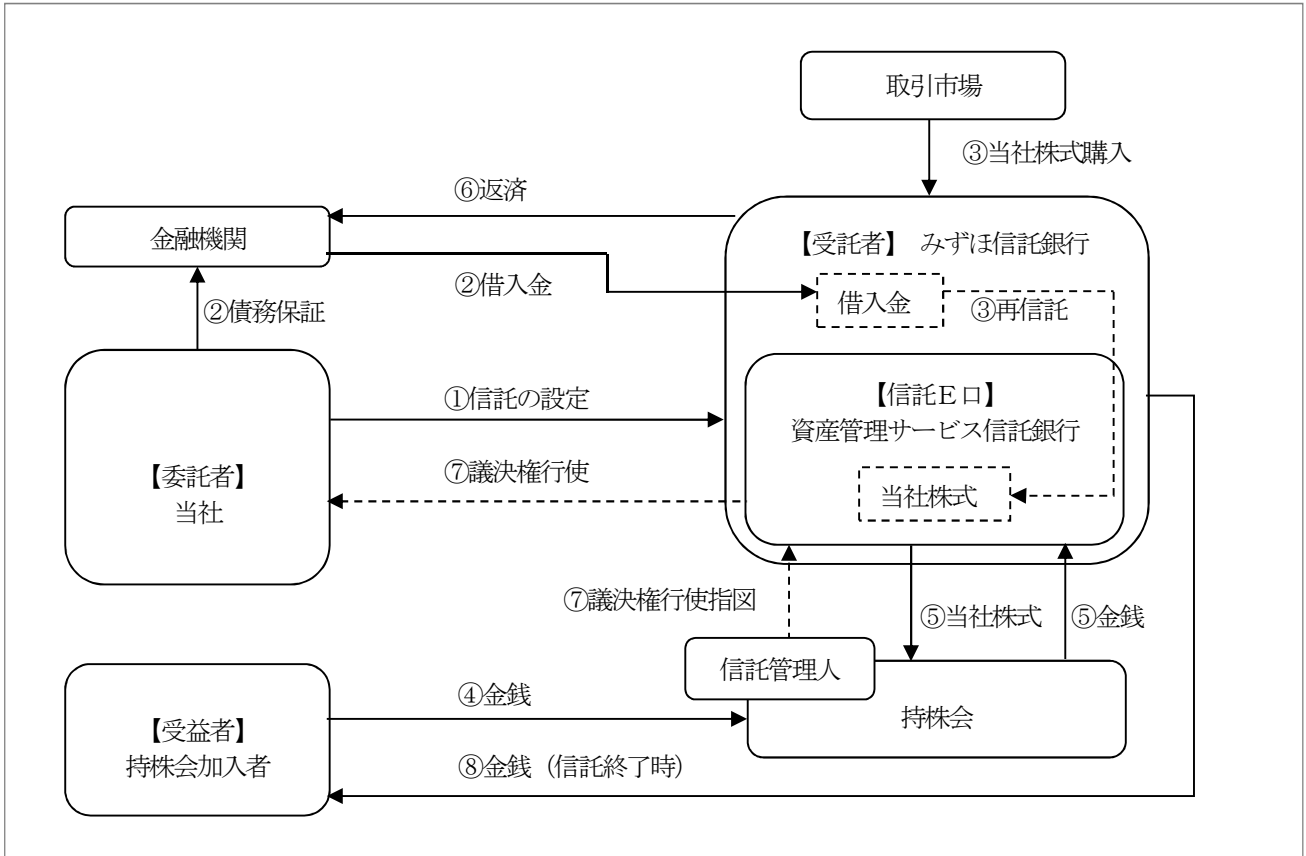 取引市場
③当社株式購入
⑥返済
金融機関
【受託者】 みずほ信託銀行
②借入金
借入金
③再信託
②債務保証
【信託E口】
資産管理サービス信託銀行
①信託の設定
⑦議決権行使
【委託者】
当社
当社株式
⑦議決権行使指図
⑤当社株式
⑤金銭
信託管理人
④金銭
持株会
【受益者】
持株会加入者
⑧金銭（信託終了時）